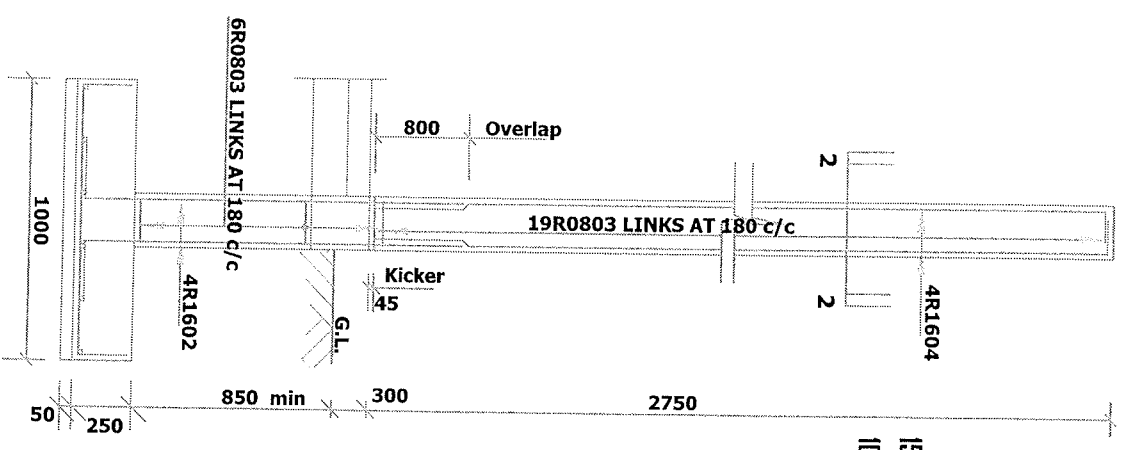 6R0803 LINKS AT 180 c/c
800 Overlap
2
19R0803 LINKS AT 180 c/c
1000
Kicker
45
4R1602
G.L.
2
4R1604
50
250
850 min
300
2750